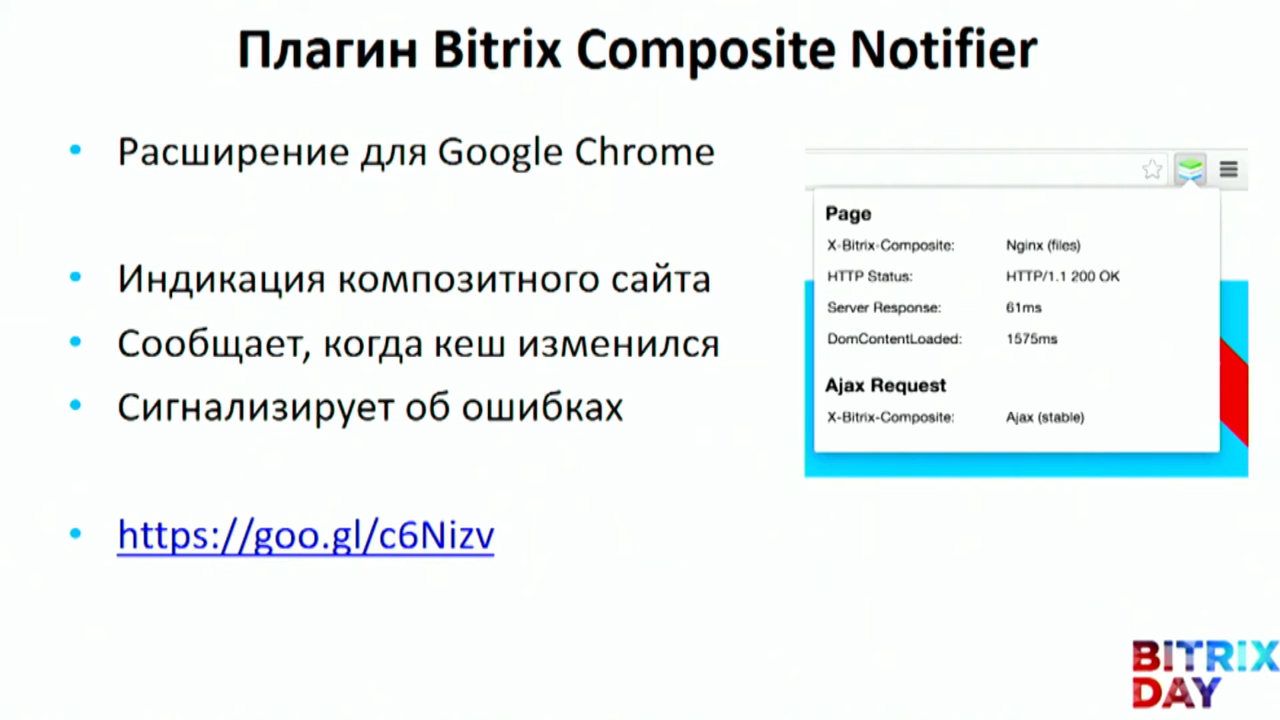 Плагин Bitrix Composite Notifier
• Расширение для Google Chrome
• Индикация композитного сайта
• Сообщает, когда кеш изменился
• Сигнализирует об ошибках
• https://goo.gl/c6Nizv
Page
X-Bitrix-Composite: Nginx (files)
HTTP Status: HTTP/1.1 200 OK
Server Response: 61ms
DomContentLoaded: 1575ms
Ajax Request
X-Bitrix-Composite: Ajax (stable)
BITRIX
DAY